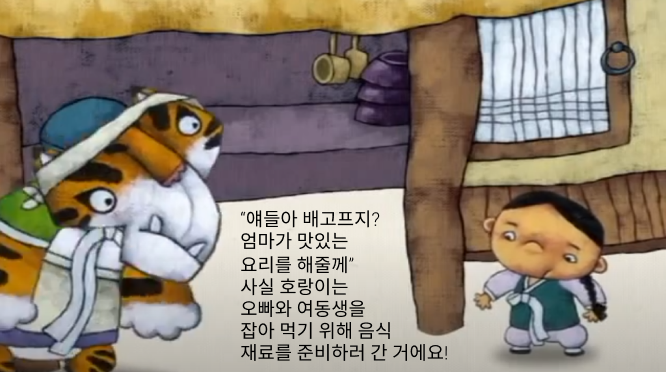 "얘들아 배고프지?
엄마가 맛있는
요리를 해줄께"
사실 호랑이는
오빠와 여동생을
잡아 먹기 위해 음식
재료를 준비하러 간 거에요!